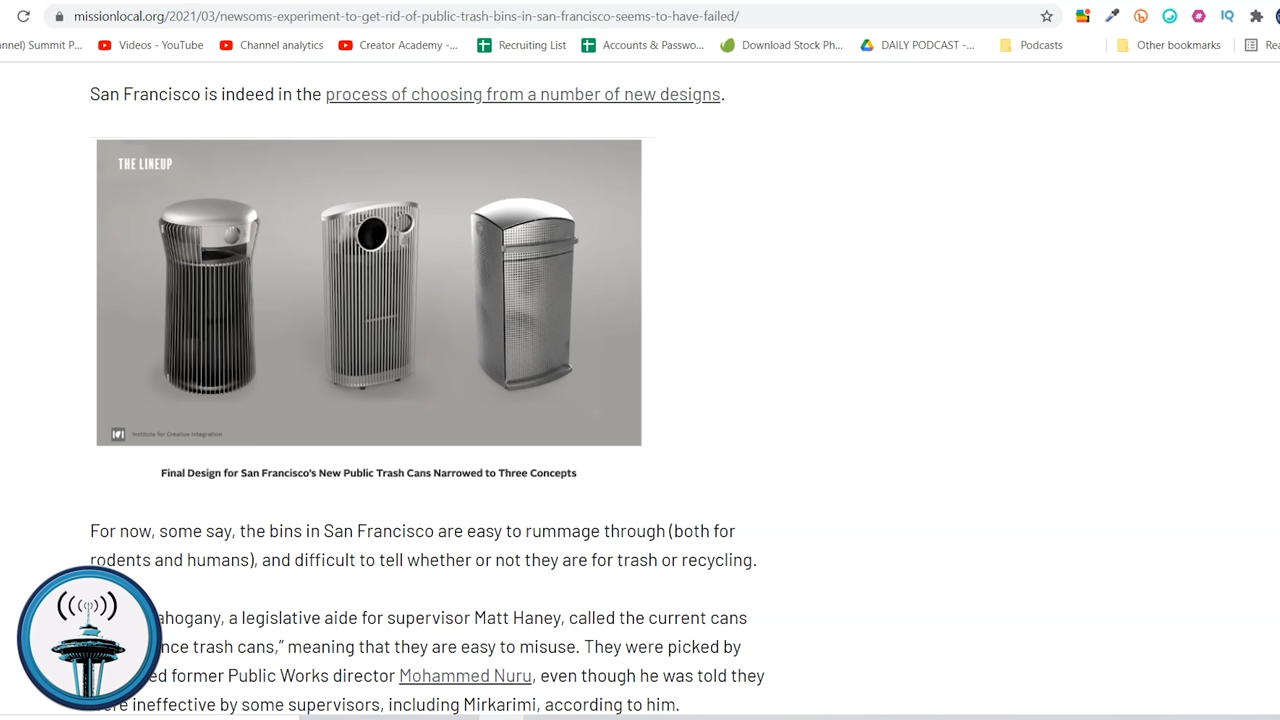 missionlocal.org/2021/03/newsoms-experiment-to-get-rid-of-public-trash-bins-in-san-francisco-seems-to-have-failed/
IQ
nnel) Summit P... Videos - YouTube Channel analytics Creator Academy -... Recruiting List Accounts & Passwo... Download Stock Ph... DAILY PODCAST -... Podcasts Other bookmarks Rea
San Francisco is indeed in the process of choosing from a number of new designs.
THE LINEUP
Institute for Creative Integration
Final Design for San Francisco's New Public Trash Cans Narrowed to Three Concepts
For now, some say, the bins in San Francisco are easy to rummage through (both for
rodents and humans), and difficult to tell whether or not they are for trash or recycling.
ahogany, a legislative aide for supervisor Matt Haney, called the current cans
nce trash cans,” meaning that they are easy to misuse. They were picked by
ed former Public Works director Mohammed Nuru, even though he was told they
ineffective by some supervisors, including Mirkarimi, according to him.